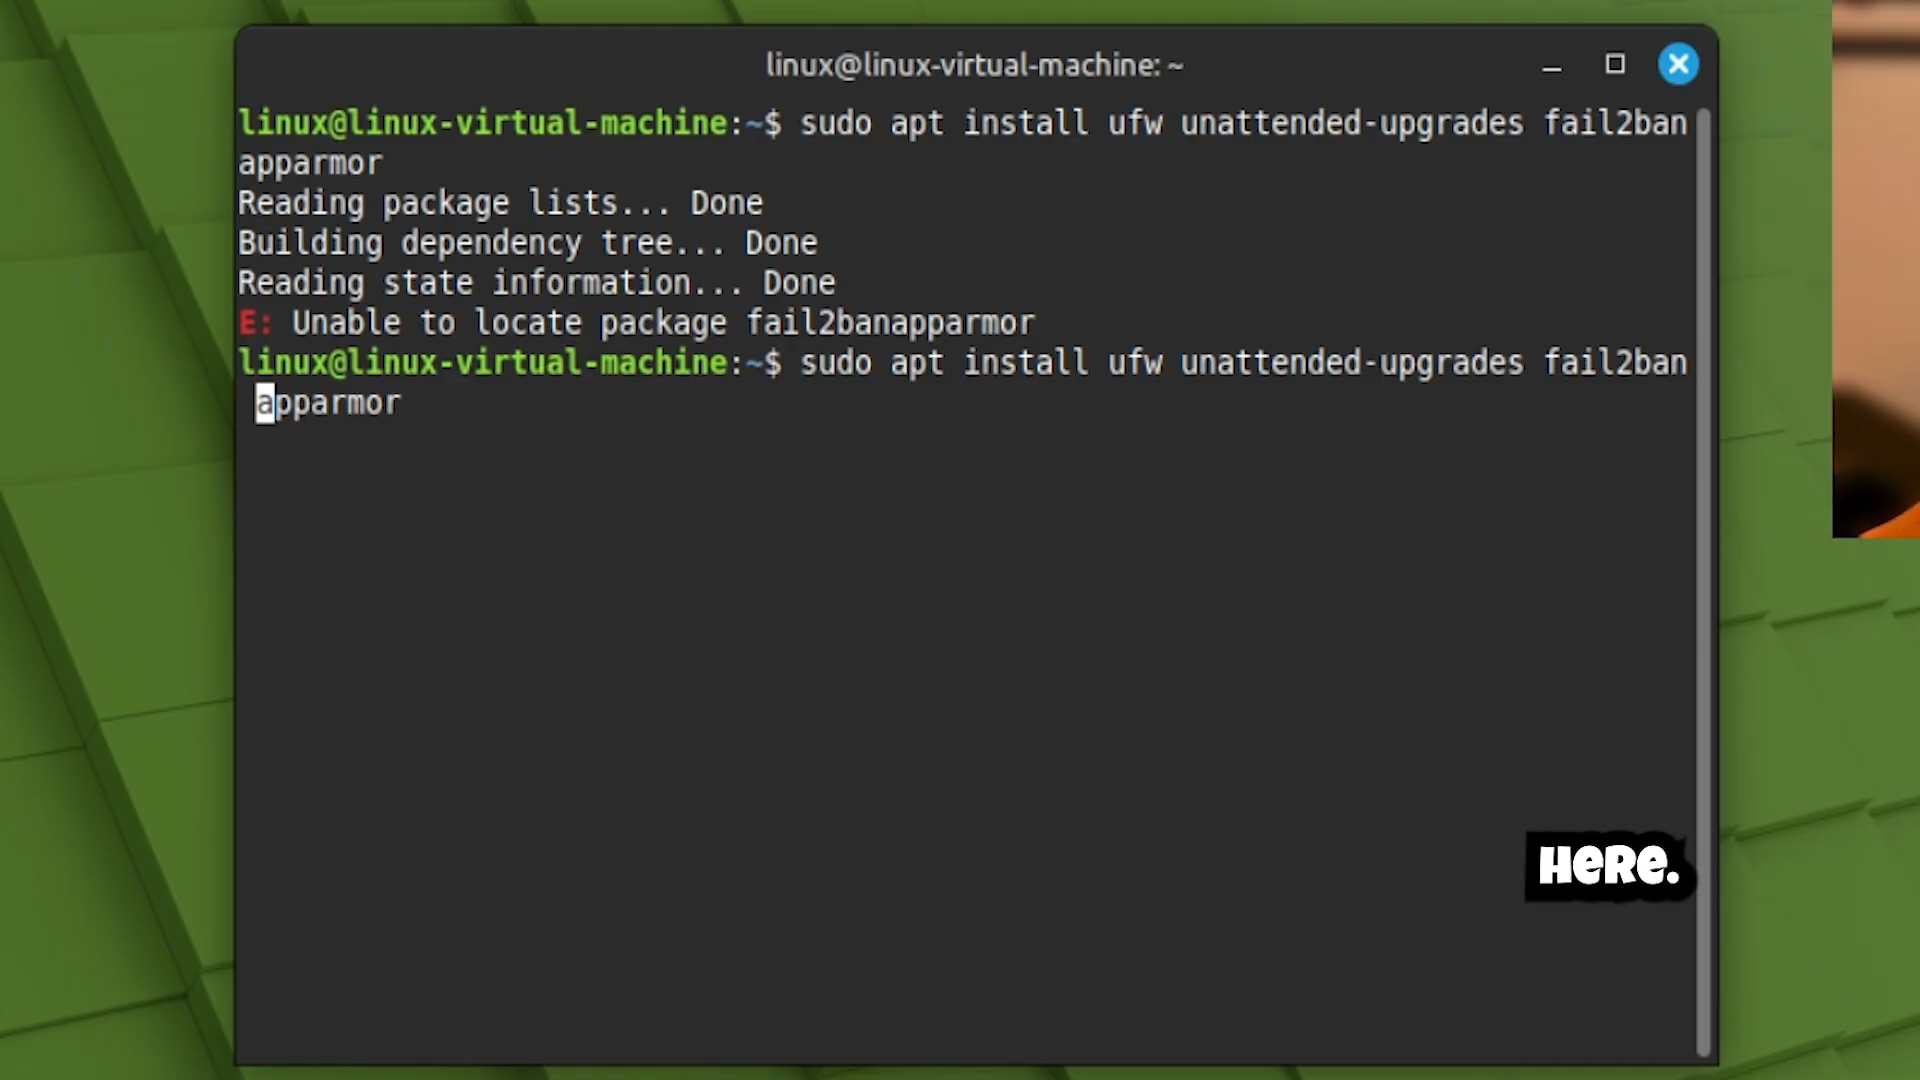 linux@linux-virtual-machine: ~
linux@linux-virtual-machine:~$ sudo apt install ufw unattended-upgrades fail2ban
apparmor
Reading package lists... Done
Building dependency tree... Done
Reading state information... Done
E: Unable to locate package fail2banapparmor
linux@linux-virtual-machine:~$ sudo apt install ufw unattended-upgrades fail2ban
 apparmor
HERE.